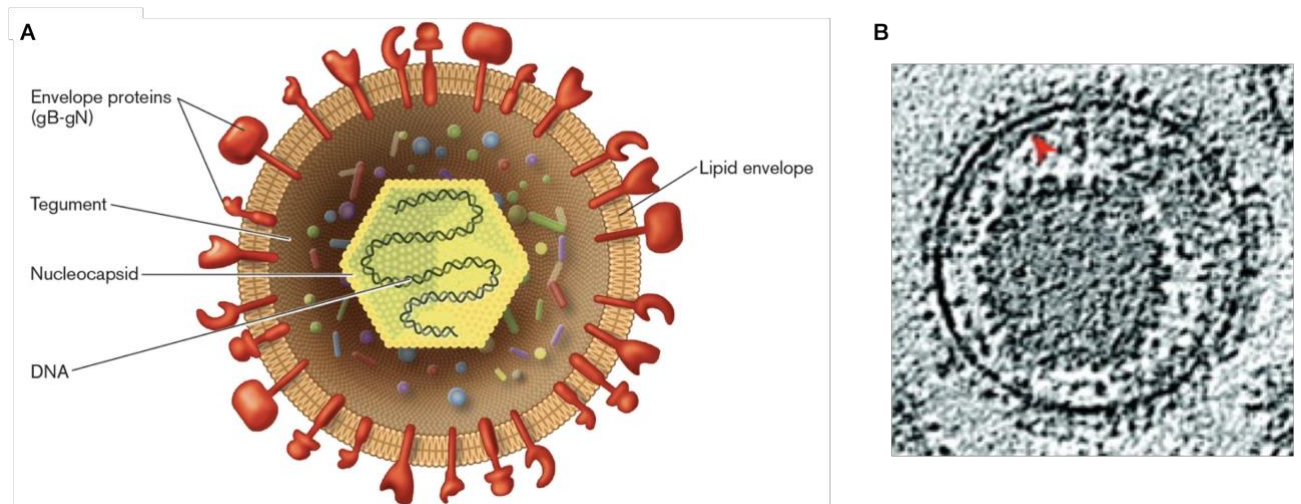 A
B
Envelope proteins
(gB-gN)
Lipid envelope
Tegument
Nucleocapsid
DNA